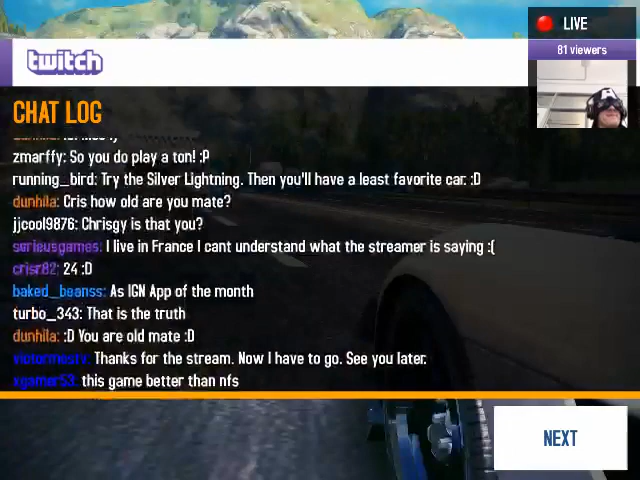 LIVE
81 viewers
twitch
CHAT LOG
zmarffy: So you do play a ton! :P
running_bird: Try the Silver Lightning. Then you'll have a least favorite car. :D
dunhila: Cris how old are you mate?
jjcool9876: Chrisgy is that you?
serieusgames: I live in France I cant understand what the streamer is saying :(
crisr82: 24 :D
baked_beanss: As IGN App of the month
turbo_343: That is the truth
dunhila: :D You are old mate :D
Thanks for the stream. Now I have to go. See you later.
xgamer53: this game better than nfs
NEXT